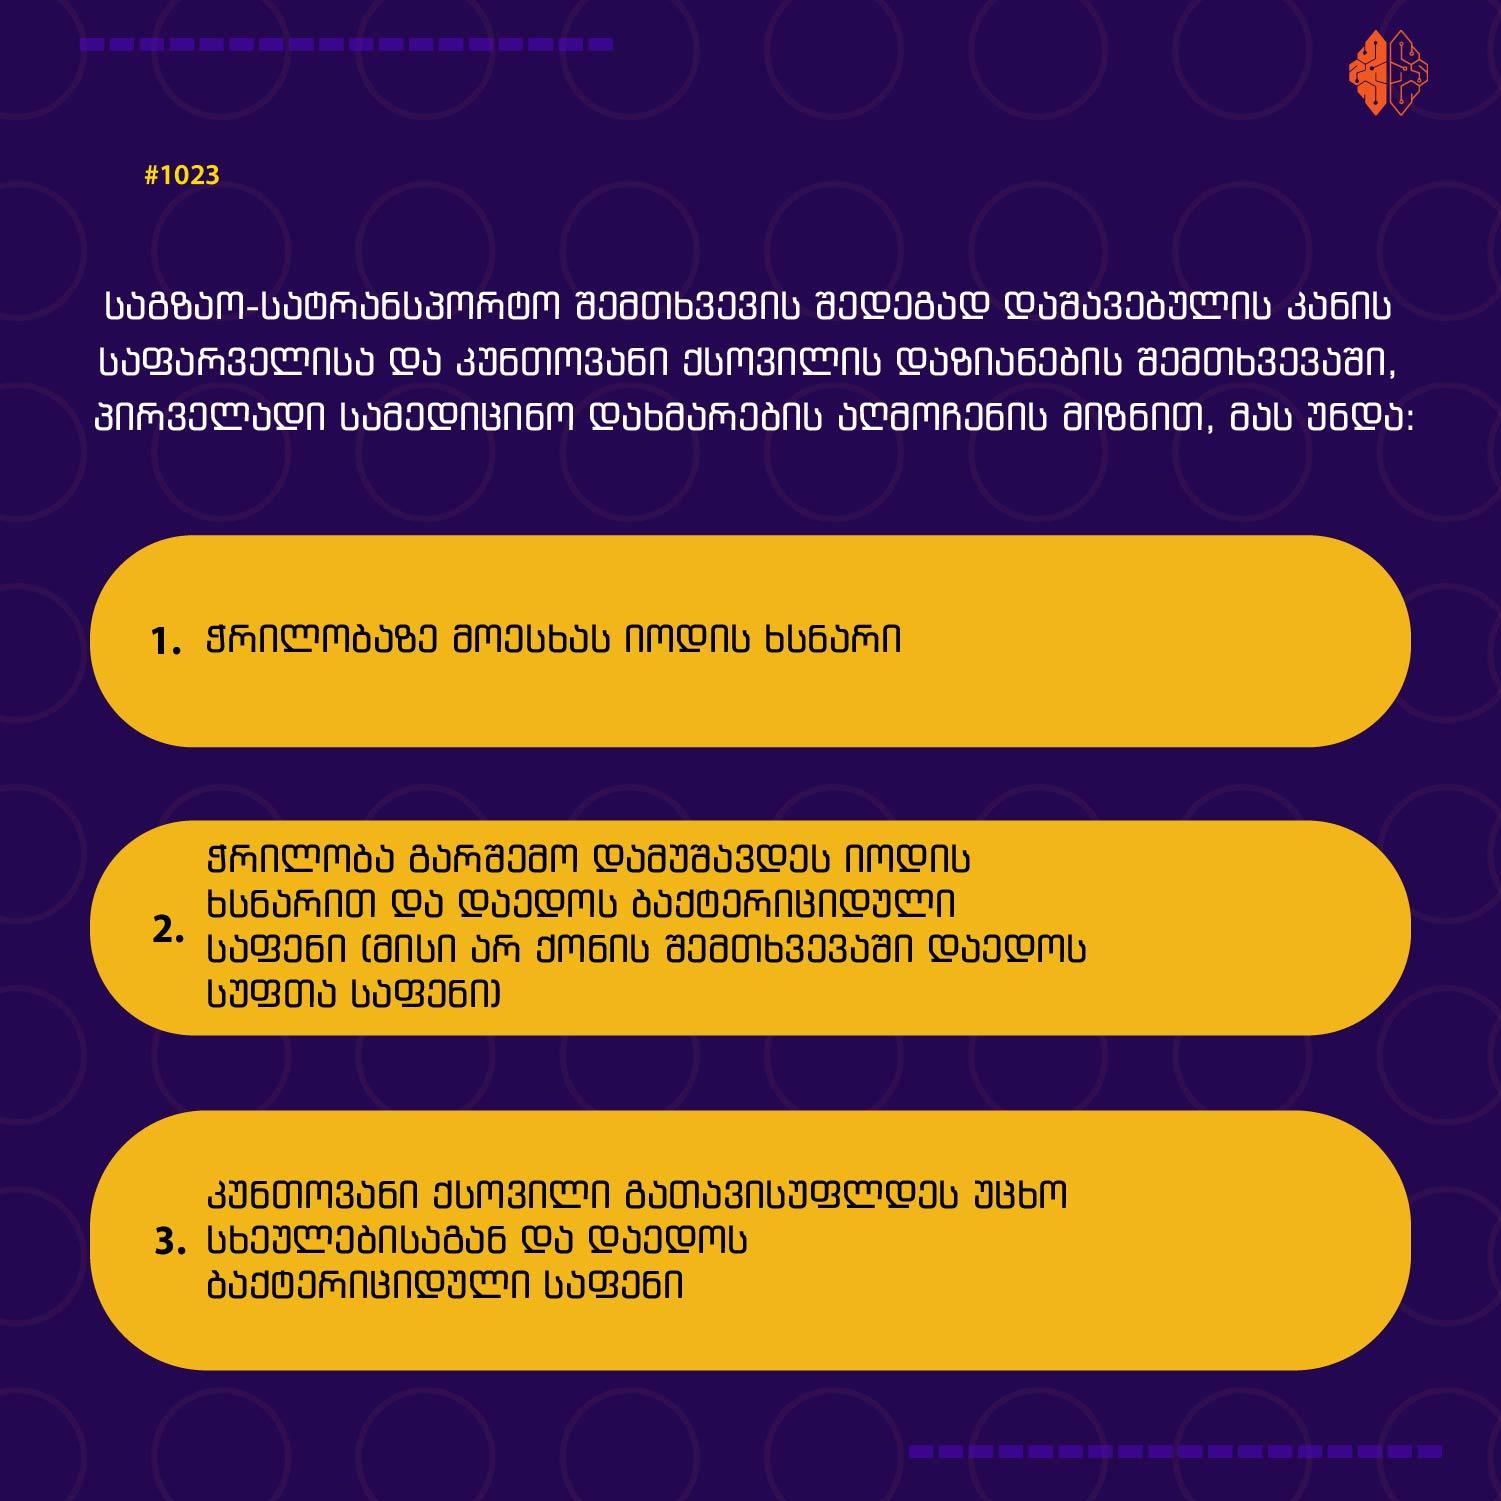 #1023
საგზაო-სატრანსპორტო შემთხვევის შედეგად დაშავებულის კანის
საფარველისა და კუნთოვანი ქსოვილის დაზიანების შემთხვევაში,
პირველადი სამედიცინო დახმარების აღმოჩენის მიზნით, მას უნდა:
1. ჭრილობაზე მოესხას იოდის ხსნარი
ჭრილობა გარშემო დამუშავდეს იოდის
ხსნარით და დაედოს ბაქტერიციდული
2. საფენი (მისი არ ქონის შემთხვევაში დაედოს
სუფთა საფენი)
კუნთოვანი ქსოვილი გათავისუფლდეს უცხო
3. სხეულებისაგან და დაედოს
ბაქტერიციდული საფენი